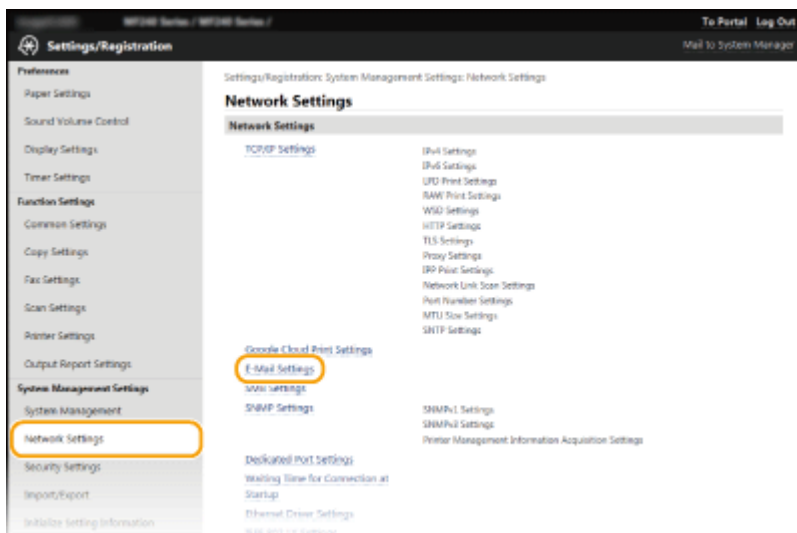 MF240 Series / MF240 Series /
To Portal Log Out
Settings/Registration
Mail to System Manager
Preferences
Paper Settings
Sound Volume Control
Display Settings
Timer Settings
Function Settings
Common Settings
Copy Settings
Fax Settings
Scan Settings
Printer Settings
Output Report Settings
System Management Settings
System Management
Network Settings
Security Settings
Import/Export
Initialize Setting Information
Settings/Registration: System Management Settings: Network Settings
Network Settings
Network Settings
TCP/IP Settings
IPv4 Settings
IPv6 Settings
LPD Print Settings
RAW Print Settings
WSD Settings
HTTP Settings
TLS Settings
Proxy Settings
IPP Print Settings
Network Link Scan Settings
Port Number Settings
MTU Size Settings
SNTP Settings
Google Cloud Print Settings
E-Mail Settings
SMB Settings
SNMP Settings
SNMPv1 Settings
SNMPv3 Settings
Printer Management Information Acquisition Settings
Dedicated Port Settings
Waiting Time for Connection at
Startup
Ethernet Driver Settings